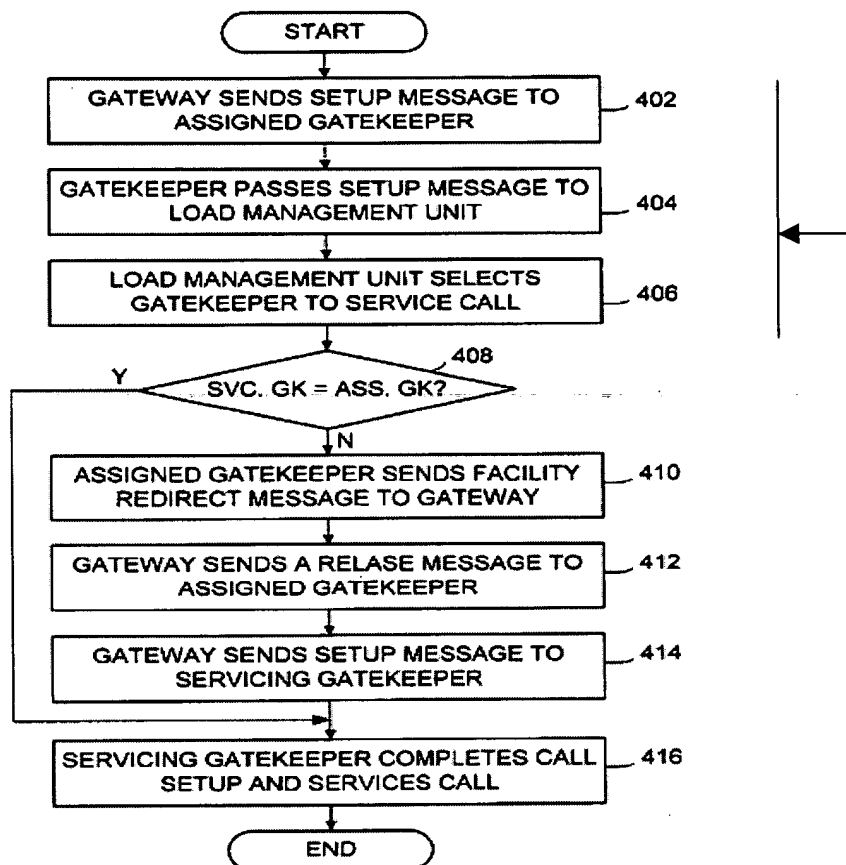 START
GATEWAY SENDS SETUP MESSAGE TO
ASSIGNED GATEKEEPER
402
GATEKEEPER PASSES SETUP MESSAGE TO
LOAD MANAGEMENT UNIT
404
LOAD MANAGEMENT UNIT SELECTS
GATEKEEPER TO SERVICE CALL
406
408
Y
SVC. GK = ASS. GK?
N
ASSIGNED GATEKEEPER SENDS FACILITY
REDIRECT MESSAGE TO GATEWAY
410
GATEWAY SENDS A RELASE MESSAGE TO
ASSIGNED GATEKEEPER
412
GATEWAY SENDS SETUP MESSAGE TO
SERVICING GATEKEEPER
414
SERVICING GATEKEEPER COMPLETES CALL
SETUP AND SERVICES CALL
416
END